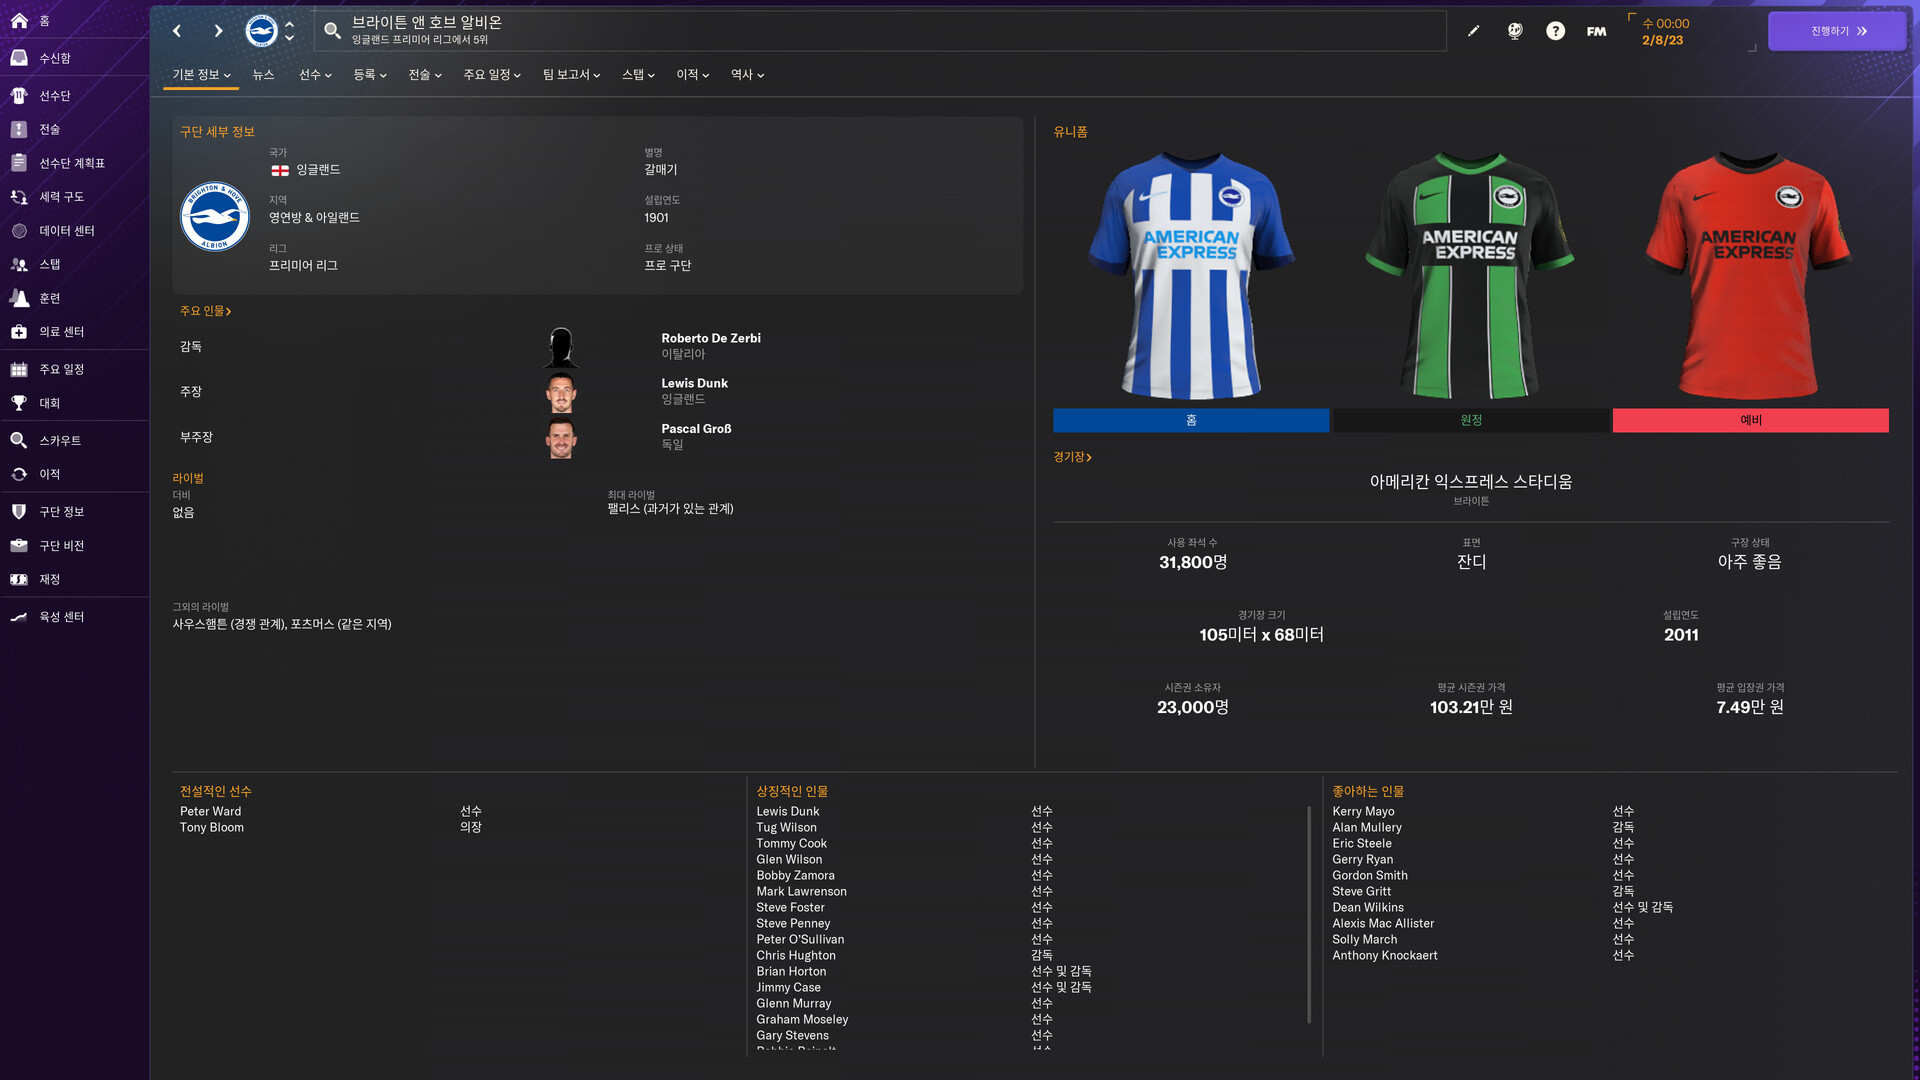 홈
수신함
선수단
전술
선수단 계획표
세력 구도
데이터 센터
스탭
훈련
의료 센터
주요 일정
대회
스카우트
이적
구단 정보
구단 비전
재정
육성 센터
브라이튼 앤 호브 알비온
잉글랜드 프리미어 리그에서 5위
FM
수 00:00
2/8/23
진행하기
기본 정보
뉴스
선수
등록
전술
주요 일정
팀 보고서
스탭
이적
역사
구단 세부 정보
BRIGHTON & HOVE
ALBION
국가
잉글랜드
별명
갈매기
지역
영연방 & 아일랜드
설립연도
1901
리그
프리미어 리그
프로 상태
프로 구단
주요 인물
감독
Roberto De Zerbi
이탈리아
주장
Lewis Dunk
잉글랜드
부주장
Pascal Groß
독일
라이벌
더비
없음
최대 라이벌
팰리스 (과거가 있는 관계)
그외의 라이벌
사우스햄튼 (경쟁 관계), 포츠머스 (같은 지역)
유니폼
AMERICAN
EXPRESS
AMERICAN
EXPRESS
AMERICAN
EXPRESS
홈
원정
예비
경기장
아메리칸 익스프레스 스타디움
브라이튼
사용 좌석 수
31,800명
표면
잔디
구장 상태
아주 좋음
경기장 크기
105미터 x 68미터
설립연도
2011
시즌권 소유자
23,000명
평균 시즌권 가격
103.21만 원
평균 입장권 가격
7.49만 원
전설적인 선수
Peter Ward 선수
Tony Bloom 의장
상징적인 인물
Lewis Dunk 선수
Tug Wilson 선수
Tommy Cook 선수
Glen Wilson 선수
Bobby Zamora 선수
Mark Lawrenson 선수
Steve Foster 선수
Steve Penney 선수
Peter O'Sullivan 선수
Chris Hughton 감독
Brian Horton 선수 및 감독
Jimmy Case 선수 및 감독
Glenn Murray 선수
Graham Moseley 선수
Gary Stevens 선수
좋아하는 인물
Kerry Mayo 선수
Alan Mullery 감독
Eric Steele 선수
Gerry Ryan 선수
Gordon Smith 선수
Steve Gritt 감독
Dean Wilkins 선수 및 감독
Alexis Mac Allister 선수
Solly March 선수
Anthony Knockaert 선수